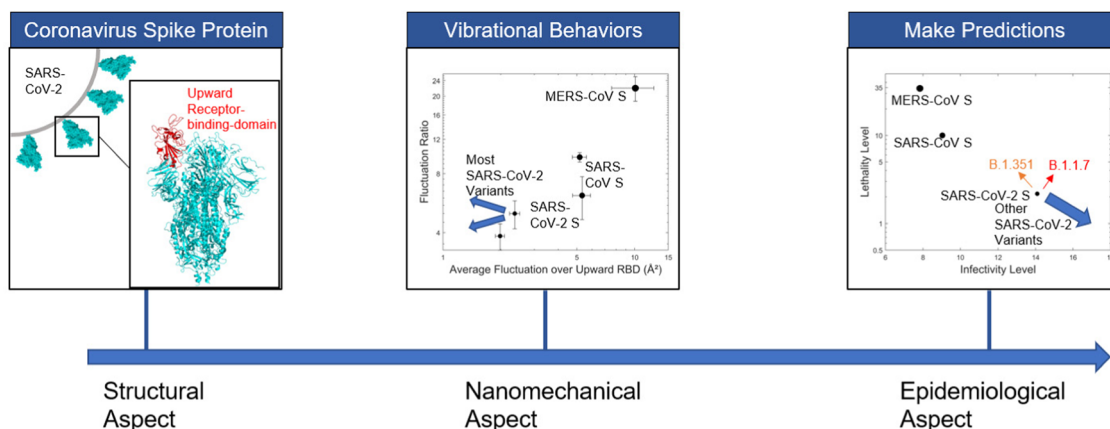 Coronavirus Spike Protein
SARS-
CoV-2
Upward
Receptor-
binding-domain
Vibrational Behaviors
Fluctuation Ratio
24
20
16
12
8
4
MERS-CoV S
SARS-
CoV S
Most
SARS-CoV-2
Variants
SARS-
CoV-2 S
1
5
10
15
Average Fluctuation over Upward RBD (Å²)
Make Predictions
Lethality Level
35
10
5
1
0.5
MERS-CoV S
SARS-CoV S
B.1.351
B.1.1.7
SARS-CoV-2 S
Other
SARS-CoV-2
Variants
6
8
10
12
14
16
Infectivity Level
Structural
Aspect
Nanomechanical
Aspect
Epidemiological
Aspect